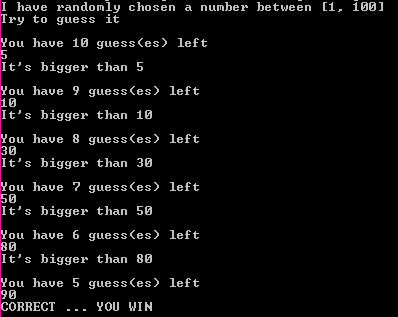 I have randomly chosen a number between [1, 100]
Try to guess it
You have 10 guess(es) left
5
It's bigger than 5
You have 9 guess(es) left
10
It's bigger than 10
You have 8 guess(es) left
30
It's bigger than 30
You have 7 guess(es) left
50
It's bigger than 50
You have 6 guess(es) left
80
It's bigger than 80
You have 5 guess(es) left
90
CORRECT ... YOU WIN